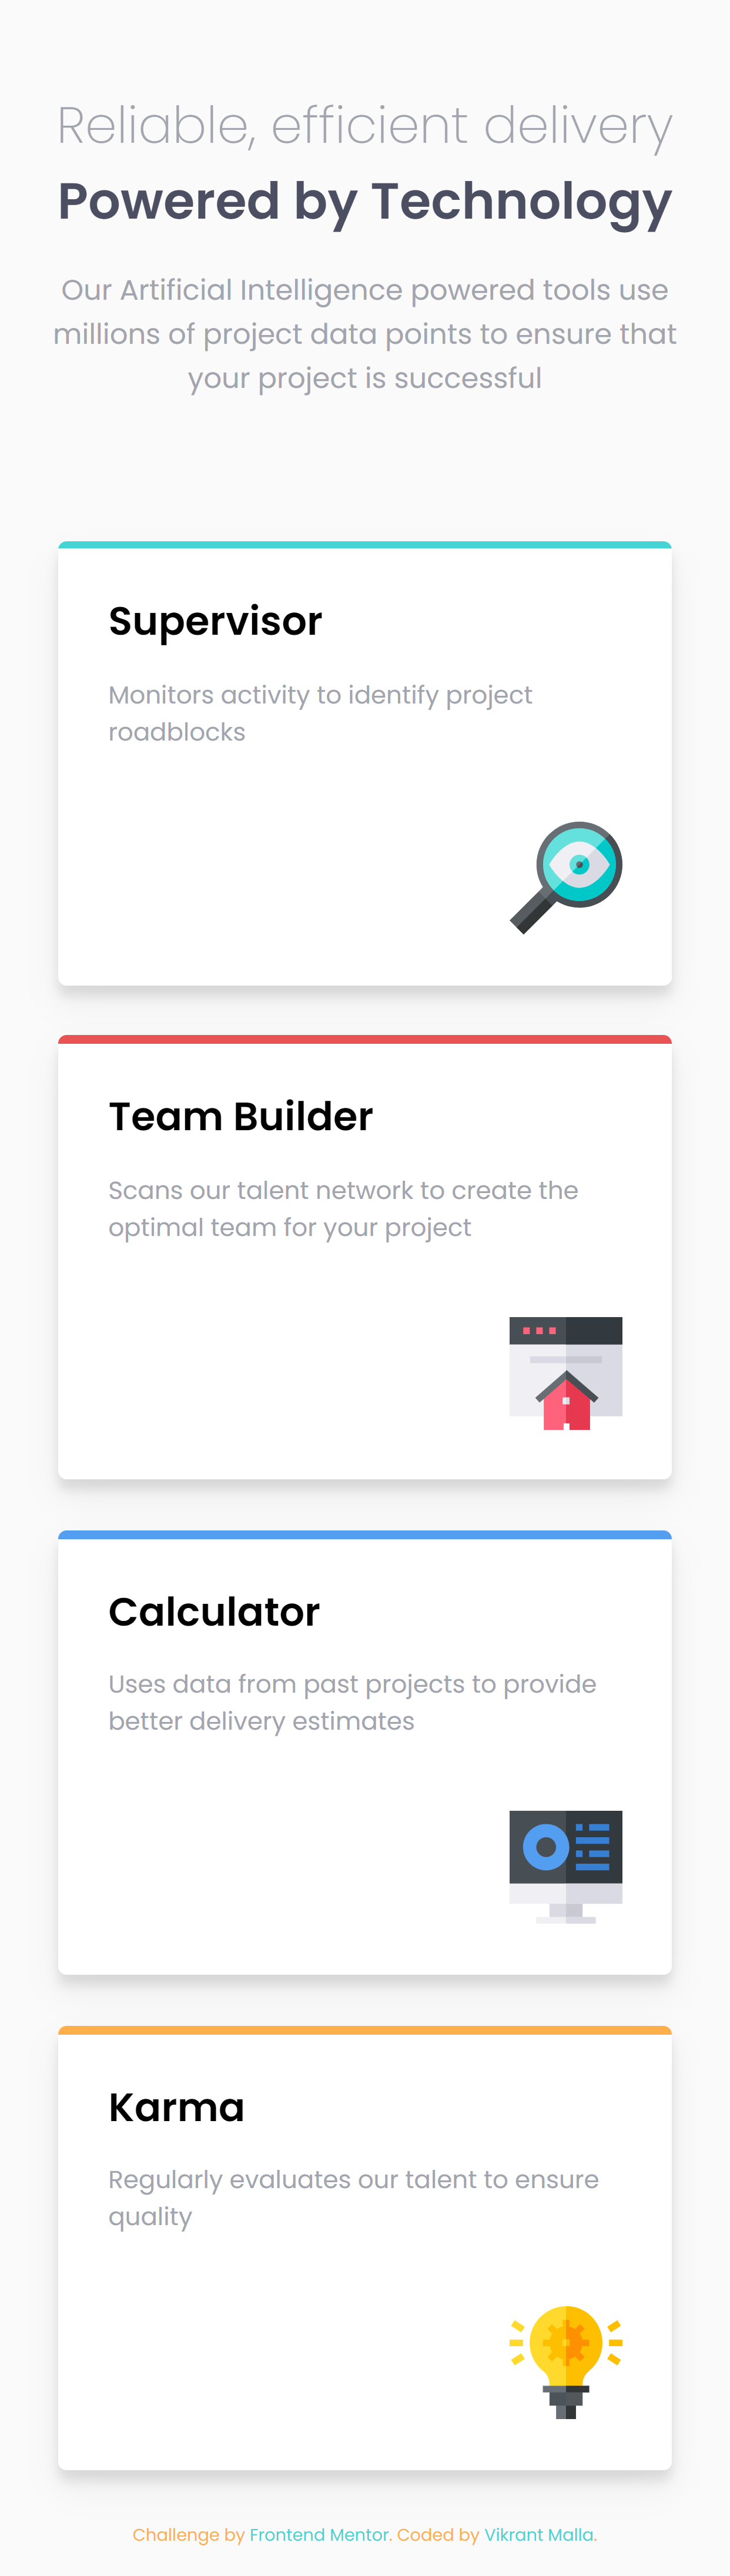 Reliable, efficient delivery
Powered by Technology
Our Artificial Intelligence powered tools use
millions of project data points to ensure that
your project is successful
Supervisor
Monitors activity to identify project
roadblocks
Team Builder
Scans our talent network to create the
optimal team for your project
Calculator
Uses data from past projects to provide
better delivery estimates
Karma
Regularly evaluates our talent to ensure
quality
Challenge by Frontend Mentor. Coded by Vikrant Malla.